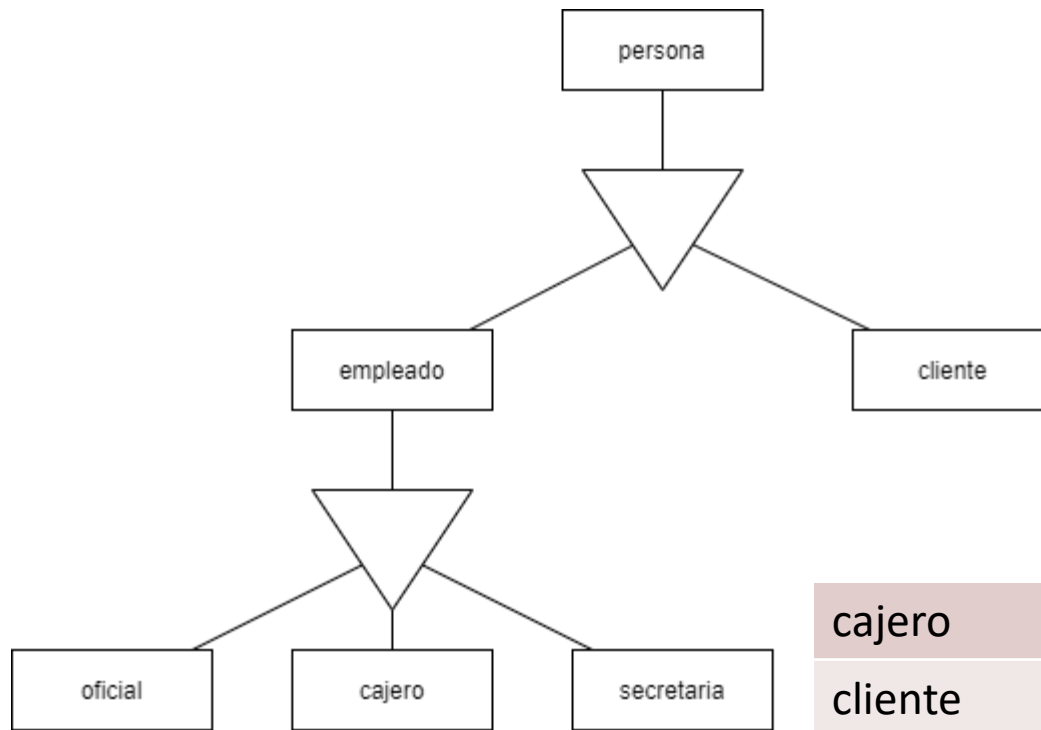 persona
empleado
cliente
oficial
cajero
secretaria
cajero
cliente